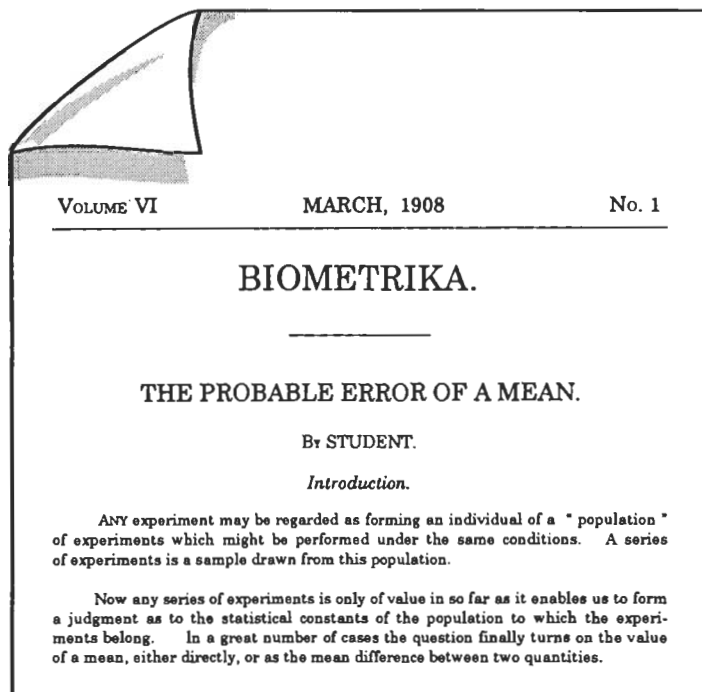 VOLUME VI MARCH, 1908 No. 1
BIOMETRIKA.
THE PROBABLE ERROR OF A MEAN.
By STUDENT.
Introduction.
ANY experiment may be regarded as forming an individual of a " population "
of experiments which might be performed under the same conditions. A series
of experiments is a sample drawn from this population.
Now any series of experiments is only of value in so far as it enables us to form
a judgment as to the statistical constants of the population to which the experi-
ments belong. In a great number of cases the question finally turns on the value
of a mean, either directly, or as the mean difference between two quantities.